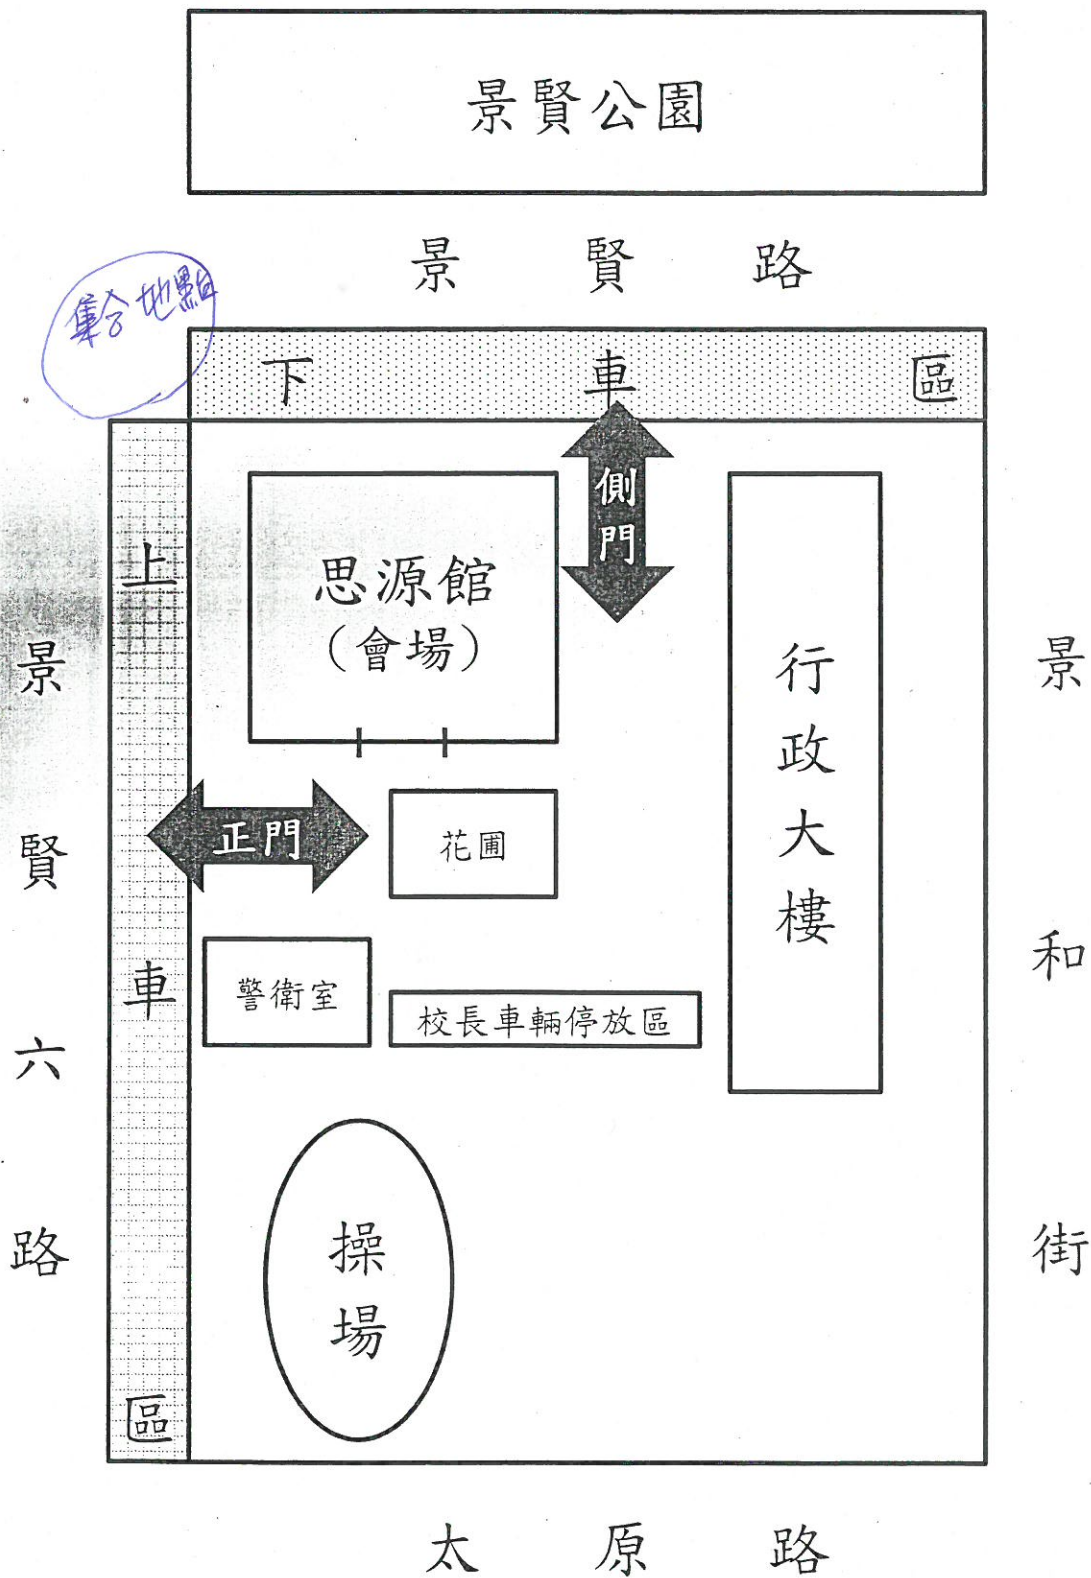 景賢公園
景賢路
集合地點
下車區
側門
思源館
（會場）
行政大樓
上車區
景賢六路
景和街
正門
花圃
警衛室
校長車輛停放區
操場
太原路